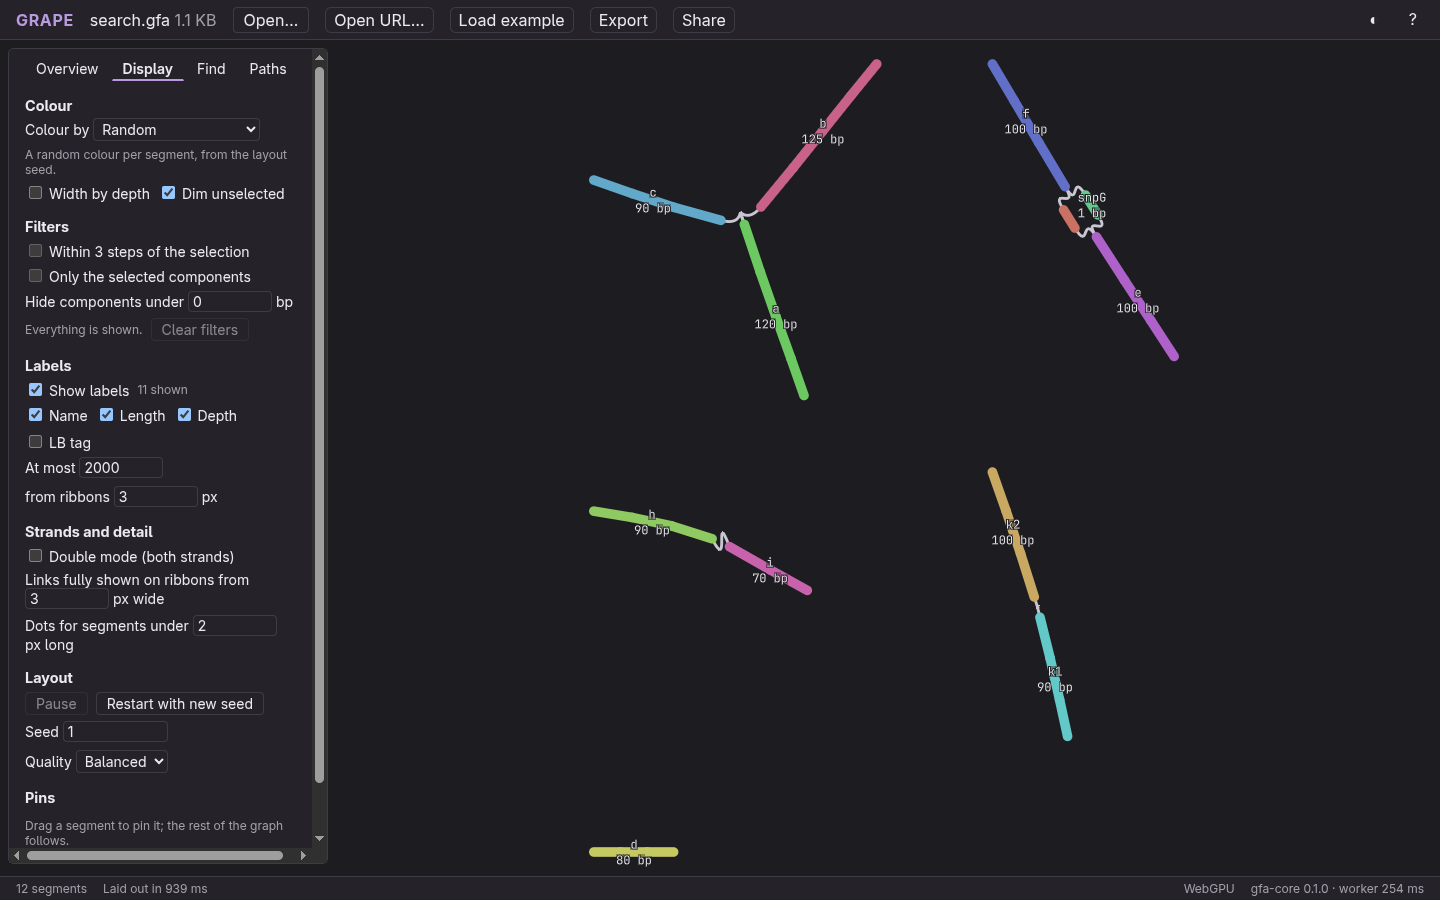 GRAPE search.gfa 1.1 KB Open... Open URL... Load example Export Share ?
Overview Display Find Paths
Colour
Colour by Random
A random colour per segment, from the layout
seed.
Width by depth Dim unselected
Filters
Within 3 steps of the selection
Only the selected components
Hide components under 0 bp
Everything is shown. Clear filters
Labels
Show labels 11 shown
Name Length Depth
LB tag
At most 2000
from ribbons 3 px
Strands and detail
Double mode (both strands)
Links fully shown on ribbons from
3 px wide
Dots for segments under 2
px long
Layout
Pause Restart with new seed
Seed 1
Quality Balanced
Pins
Drag a segment to pin it; the rest of the graph
follows.
b
125 bp
f
100 bp
c
90 bp
snpG
1 bp
a
120 bp
e
100 bp
h
90 bp
k2
100 bp
i
70 bp
k1
90 bp
d
80 bp
12 segments Laid out in 939 ms WebGPU gfa-core 0.1.0 · worker 254 ms